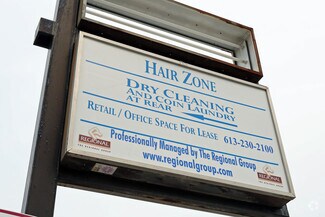 HAIR ZONE
DRY CLEANING
AND COIN LAUNDRY
AT REAR
RETAIL / OFFICE SPACE FOR LEASE 613-230-2100
Professionally Managed by The Regional Group
www.regionalgroup.com
REGIONAL